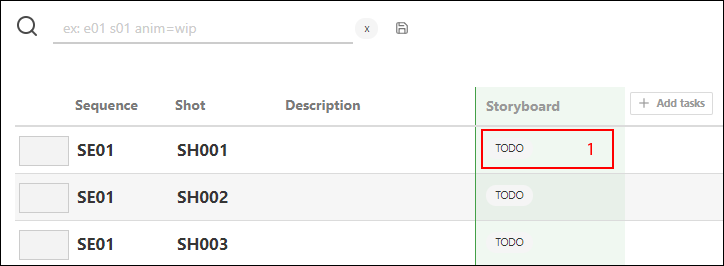 ex: e01 s01 anim=wip x
Sequence Shot Description Storyboard + Add tasks
SE01 SH001 TODO 1
SE01 SH002 TODO
SE01 SH003 TODO